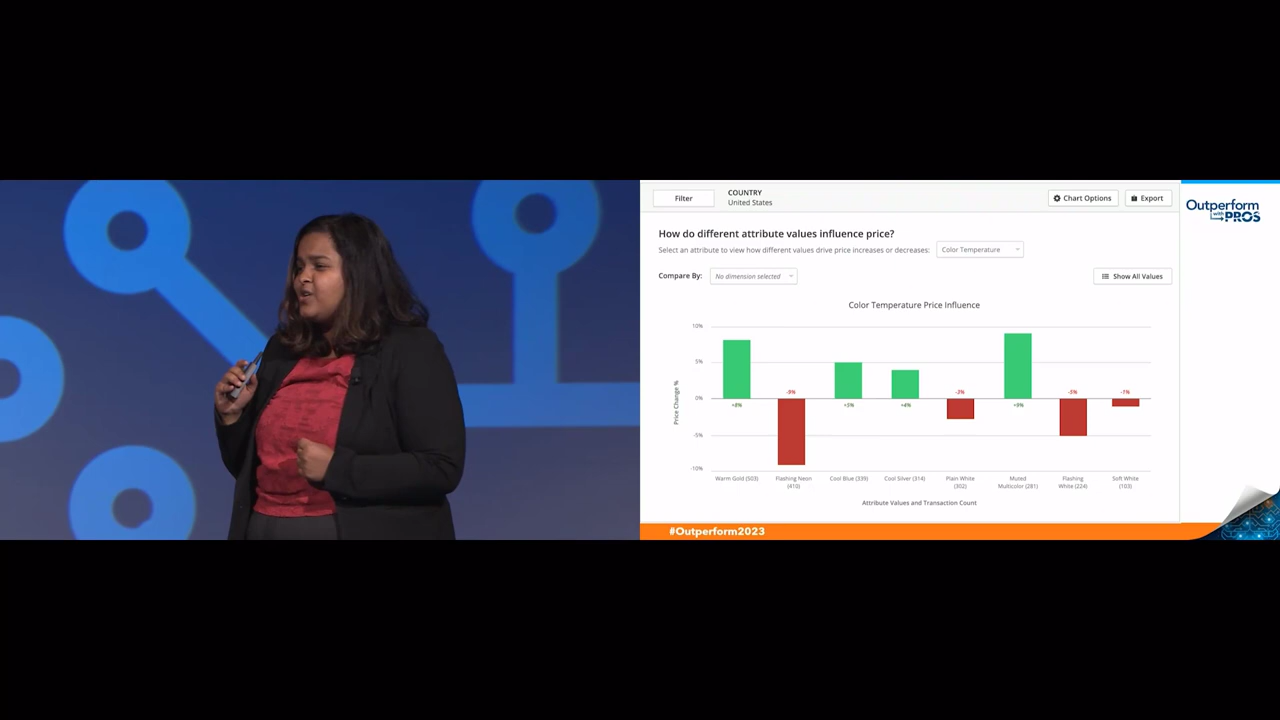 Filter
COUNTRY
United States
Chart Options
Export
Outperform
with PROS
How do different attribute values influence price?
Select an attribute to view how different values drive price increases or decreases:
Color Temperature
Compare By:
No dimension selected
Show All Values
Color Temperature Price Influence
Price Change %
10%
5%
0%
-5%
-10%
+8%
-9%
+5%
+4%
-3%
+9%
-5%
-1%
Warm Gold (503)
Flashing Neon
(410)
Cool Blue (339)
Cool Silver (314)
Plain White
(302)
Muted
Multicolor (281)
Flashing
White (224)
Soft White
(103)
Attribute Values and Transaction Count
#Outperform2023